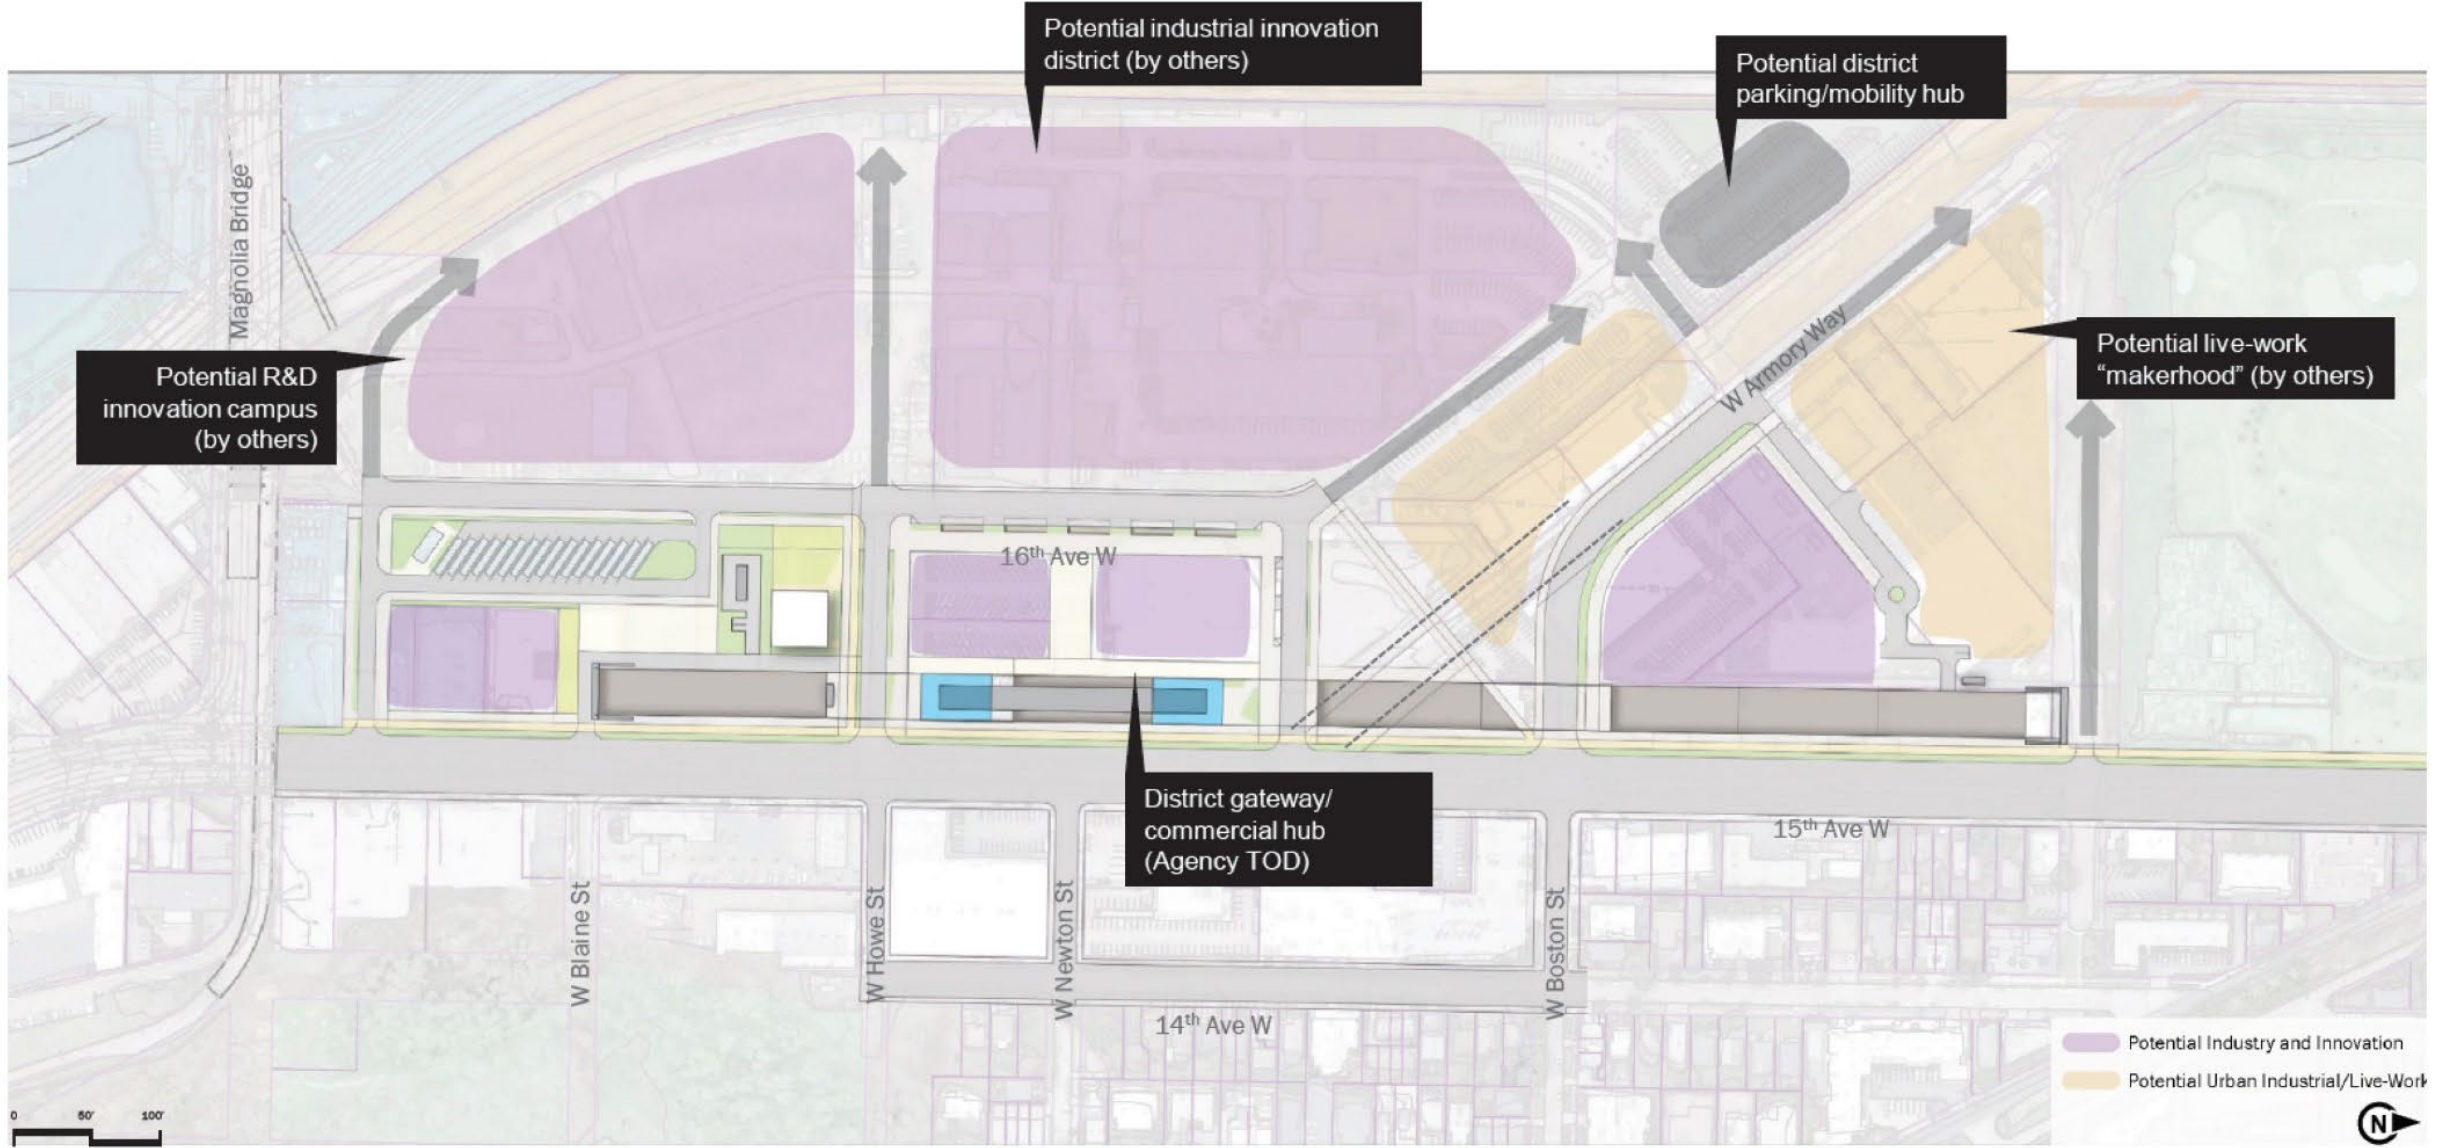 Potential industrial innovation
district (by others)
Potential district
parking/mobility hub
Magnolia Bridge
Potential R&D
innovation campus
(by others)
W Armory Way
Potential live-work
“makerhood” (by others)
16th Ave W
District gateway/
commercial hub
(Agency TOD)
15th Ave W
W Blaine St
W Howe St
W Newton St
W Boston St
14th Ave W
Potential Industry and Innovation
Potential Urban Industrial/Live-Work
0 50' 100'
N